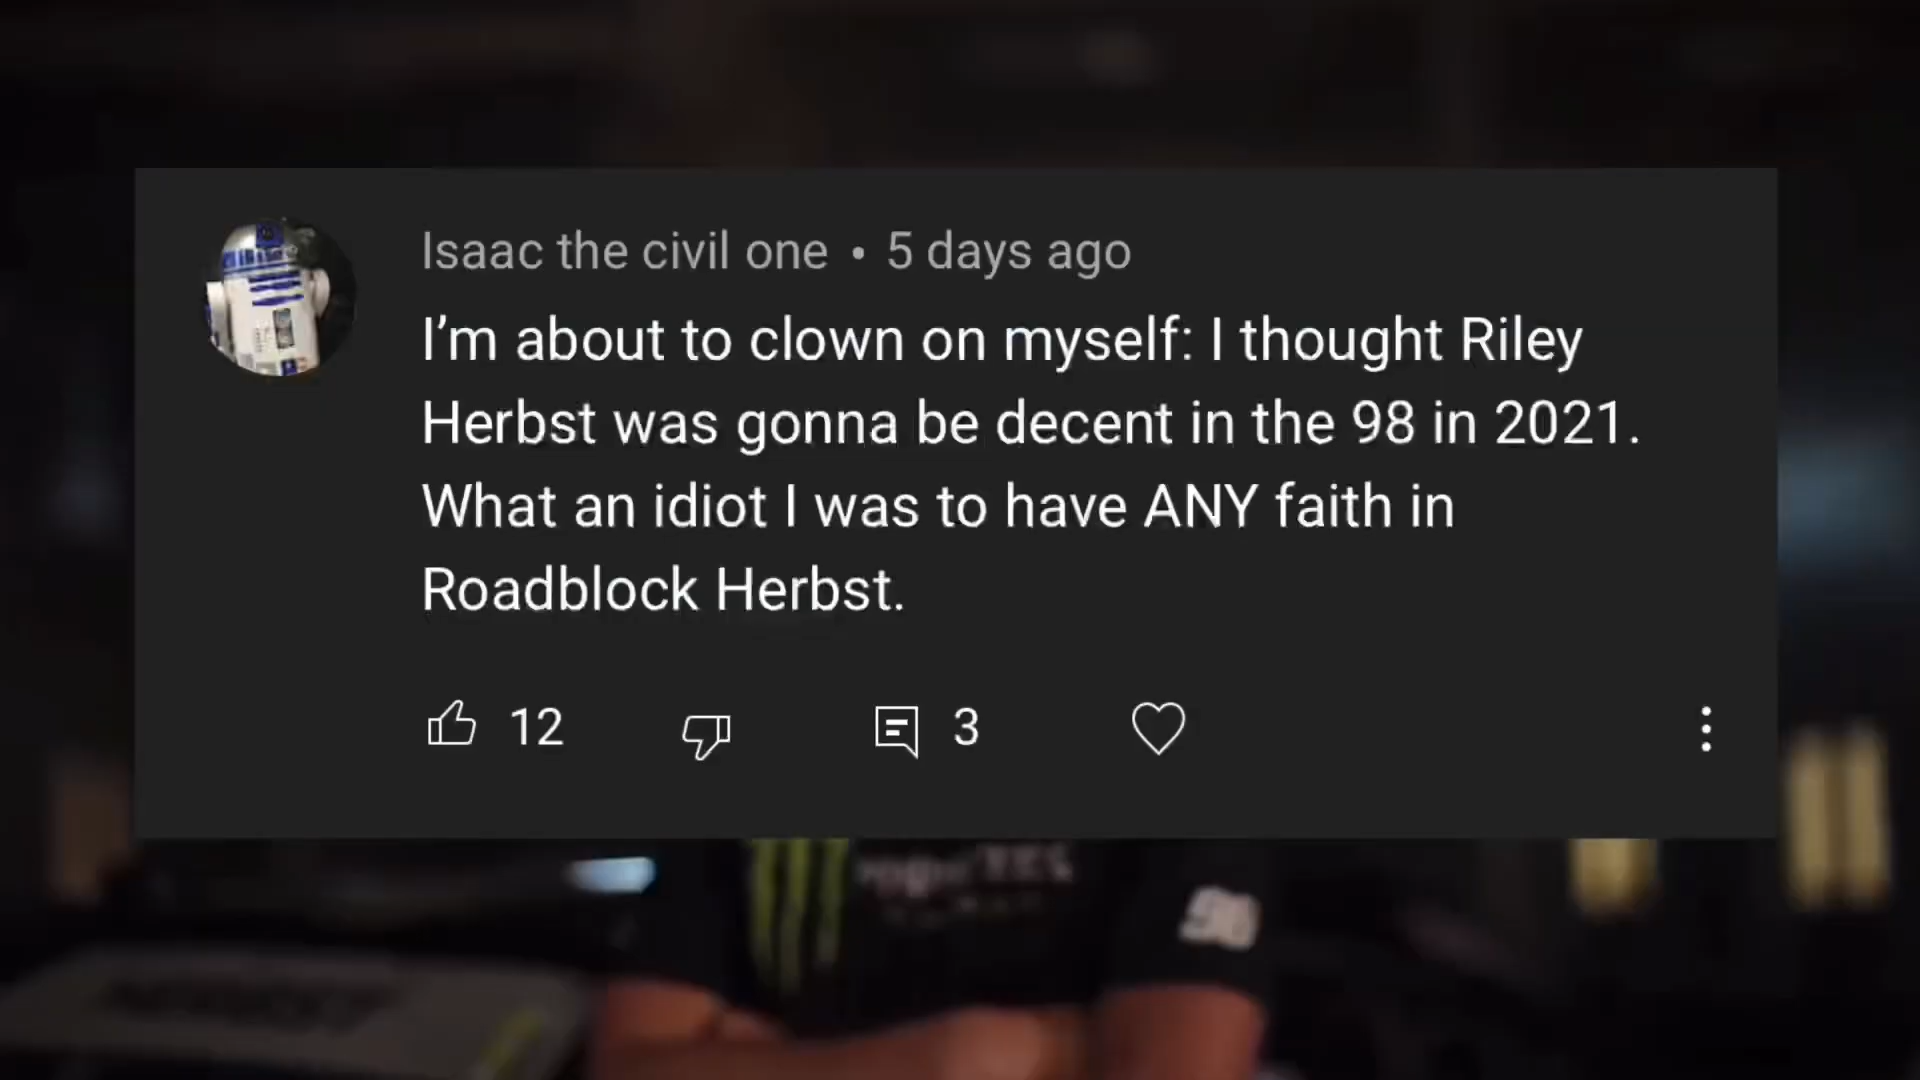 Isaac the civil one • 5 days ago
I’m about to clown on myself: I thought Riley
Herbst was gonna be decent in the 98 in 2021.
What an idiot I was to have ANY faith in
Roadblock Herbst.
12
3
98